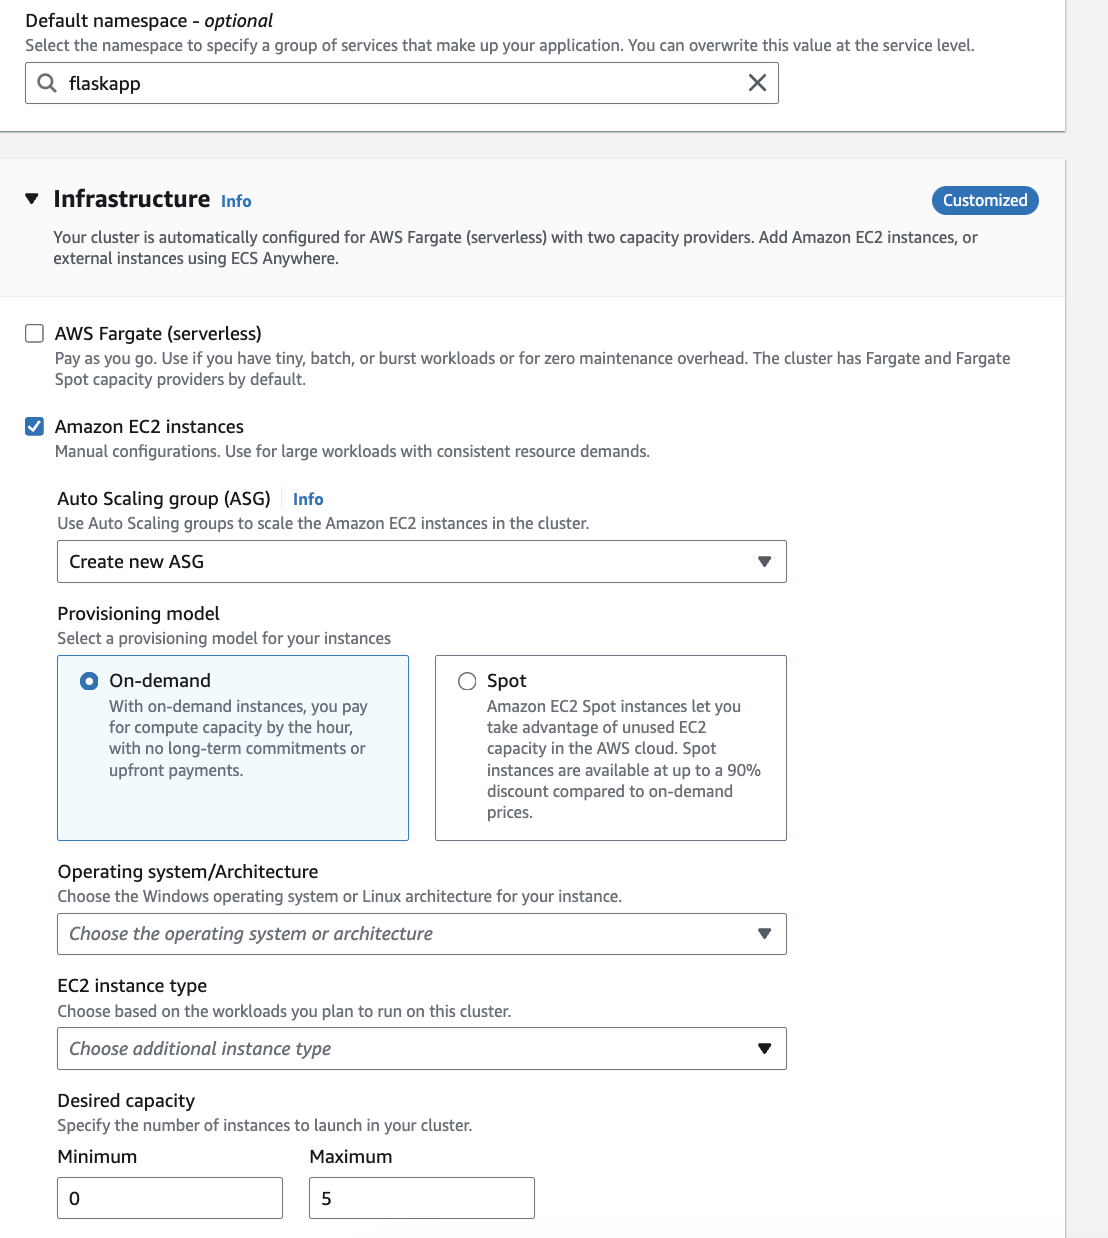 Default namespace - optional
Select the namespace to specify a group of services that make up your application. You can overwrite this value at the service level.
flaskapp
Infrastructure Info
Customized
Your cluster is automatically configured for AWS Fargate (serverless) with two capacity providers. Add Amazon EC2 instances, or
external instances using ECS Anywhere.
AWS Fargate (serverless)
Pay as you go. Use if you have tiny, batch, or burst workloads or for zero maintenance overhead. The cluster has Fargate and Fargate
Spot capacity providers by default.
Amazon EC2 instances
Manual configurations. Use for large workloads with consistent resource demands.
Auto Scaling group (ASG) Info
Use Auto Scaling groups to scale the Amazon EC2 instances in the cluster.
Create new ASG
Provisioning model
Select a provisioning model for your instances
On-demand
With on-demand instances, you pay
for compute capacity by the hour,
with no long-term commitments or
upfront payments.
Spot
Amazon EC2 Spot instances let you
take advantage of unused EC2
capacity in the AWS cloud. Spot
instances are available at up to a 90%
discount compared to on-demand
prices.
Operating system/Architecture
Choose the Windows operating system or Linux architecture for your instance.
Choose the operating system or architecture
EC2 instance type
Choose based on the workloads you plan to run on this cluster.
Choose additional instance type
Desired capacity
Specify the number of instances to launch in your cluster.
Minimum Maximum
0 5